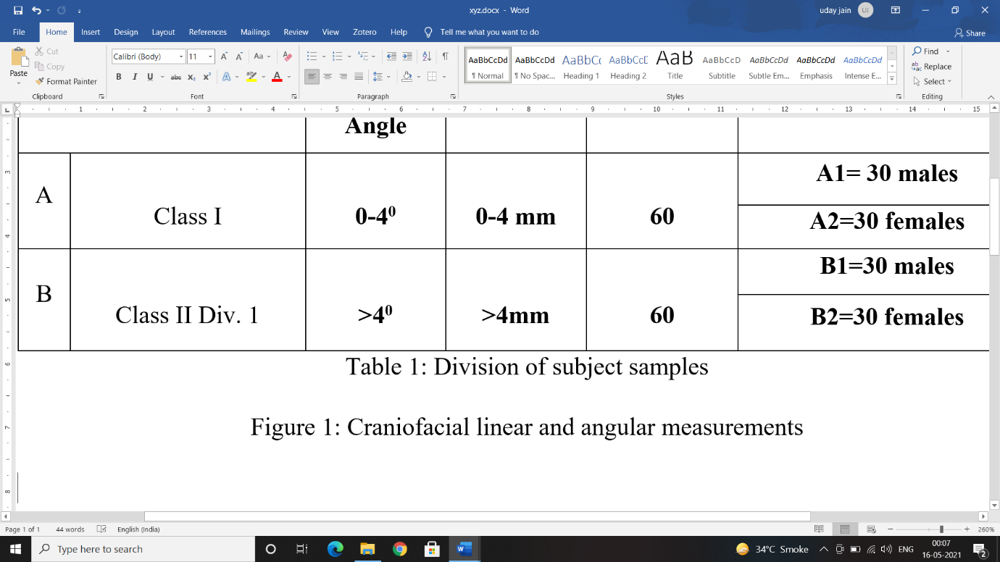 xyz.docx - Word
uday jain UJ
File Home Insert Design Layout References Mailings Review View Zotero Help Tell me what you want to do Share
Paste
Cut
Copy
Format Painter
Clipboard
Calibri (Body) 11
Font
Paragraph
AaBbCcDd AaBbCcDd AaBbCc AaBbCcE AaB AaBbCcD AaBbCcDd AaBbCcDd AaBbCcDd
¶ Normal ¶ No Spac... Heading 1 Heading 2 Title Subtitle Subtle Em... Emphasis Intense E...
Styles
Find
Replace
Select
Editing
1 2 3 4 5 6 7 8 9 10 11 12 13 14 15
Angle
A Class I 0-4⁰ 0-4 mm 60
A1= 30 males
A2=30 females
B Class II Div. 1 >4⁰ >4mm 60
B1=30 males
B2=30 females
Table 1: Division of subject samples
Figure 1: Craniofacial linear and angular measurements
Page 1 of 1 44 words English (India) 260%
Type here to search
34°C Smoke ENG
00:07
16-05-2021
2